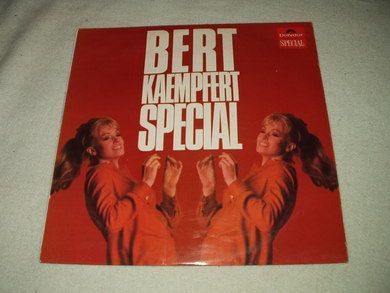 BERT
KAEMPFERT
SPECIAL
Polydor
SPECIAL